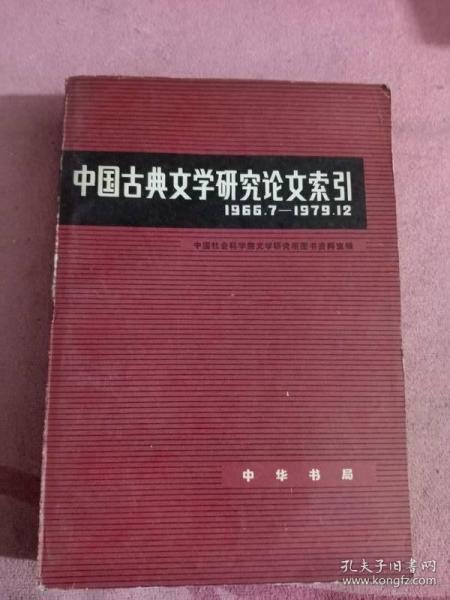 中国古典文学研究论文索引
1966.7—1979.12
中国社会科学院文学研究所图书资料室编
中华书局
孔夫子旧书网
www.kongfz.com